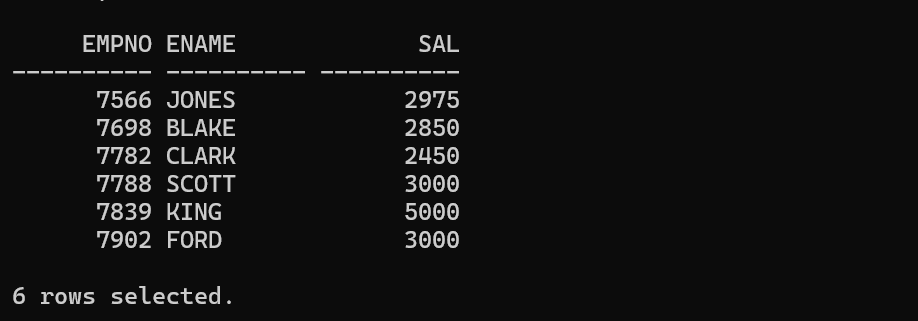 EMPNO ENAME             SAL
---------- ---------- ----------
      7566 JONES            2975
      7698 BLAKE            2850
      7782 CLARK            2450
      7788 SCOTT            3000
      7839 KING             5000
      7902 FORD             3000
6 rows selected.